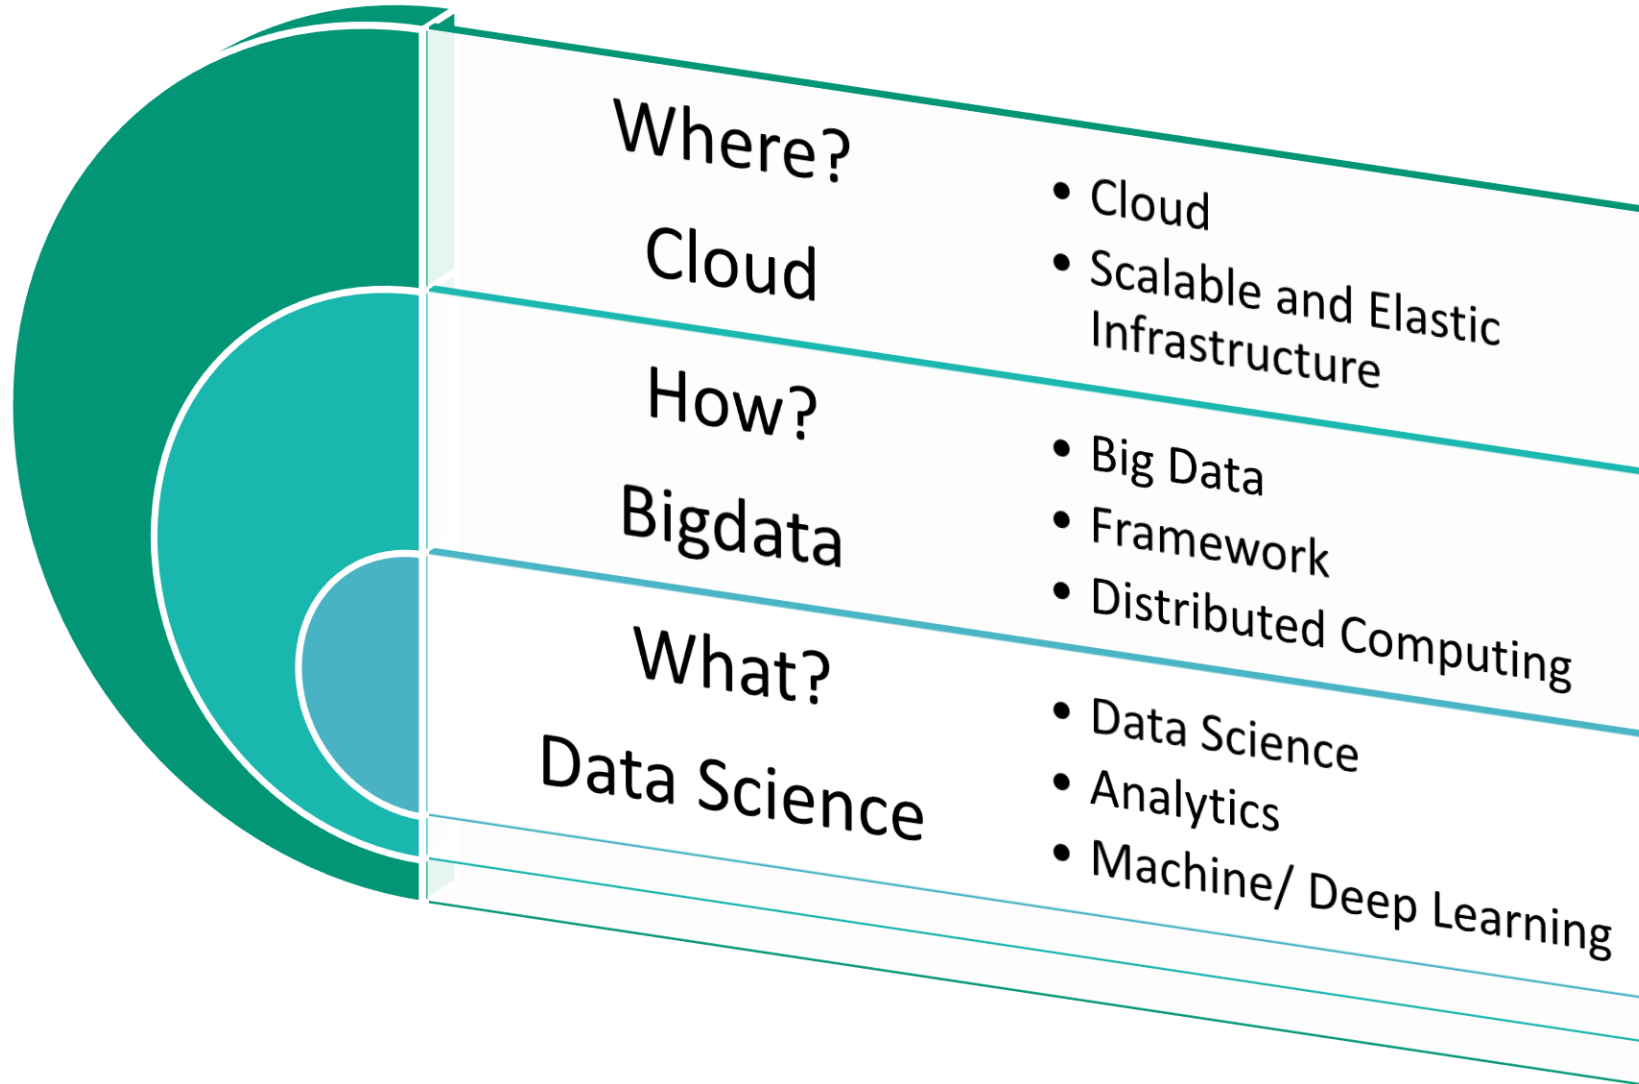 Where?
Cloud
• Cloud
• Scalable and Elastic
Infrastructure
How?
Bigdata
• Big Data
• Framework
• Distributed Computing
What?
Data Science
• Data Science
• Analytics
• Machine/ Deep Learning